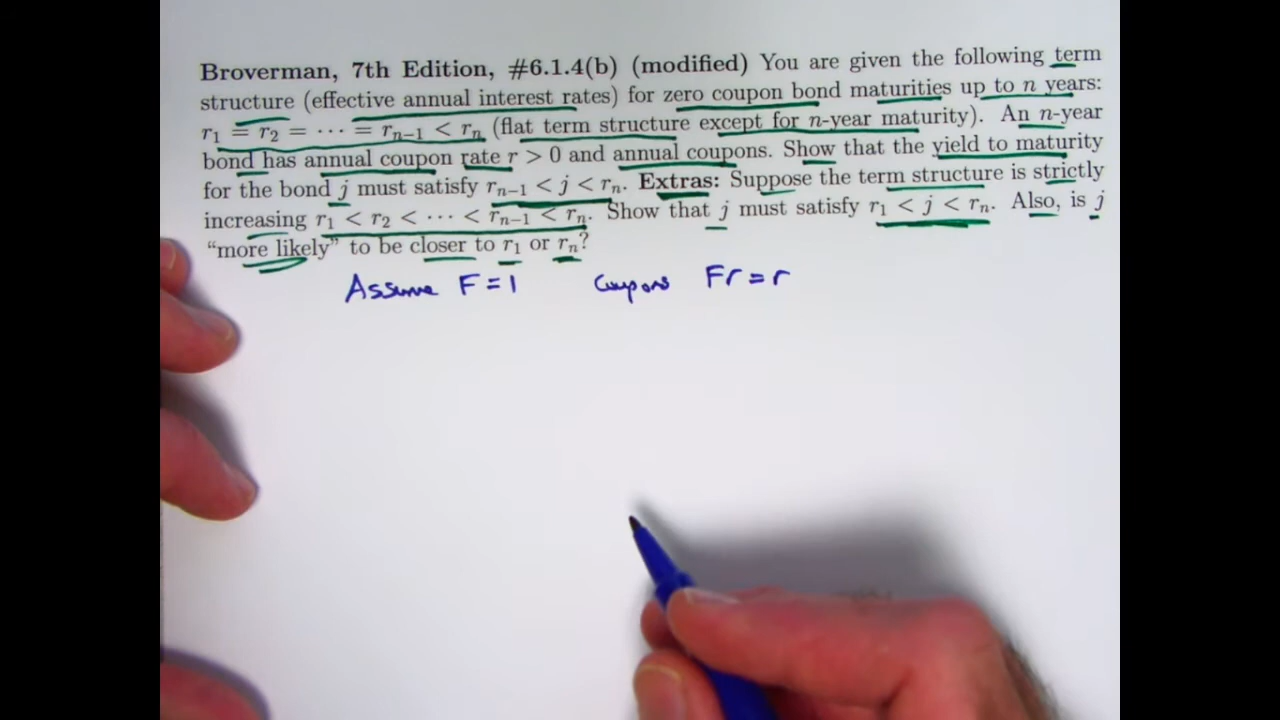 Broverman, 7th Edition, #6.1.4(b) (modified) You are given the following term
structure (effective annual interest rates) for zero coupon bond maturities up to n years:
r₁ = r₂ = ⋯ = rₙ₋₁ < rₙ (flat term structure except for n-year maturity). An n-year
bond has annual coupon rate r > 0 and annual coupons. Show that the yield to maturity
for the bond j must satisfy rₙ₋₁ < j < rₙ. Extras: Suppose the term structure is strictly
increasing r₁ < r₂ < ⋯ < rₙ₋₁ < rₙ. Show that j must satisfy r₁ < j < rₙ. Also, is j
“more likely” to be closer to r₁ or rₙ?
Assume F = 1 Coupons Fr = r